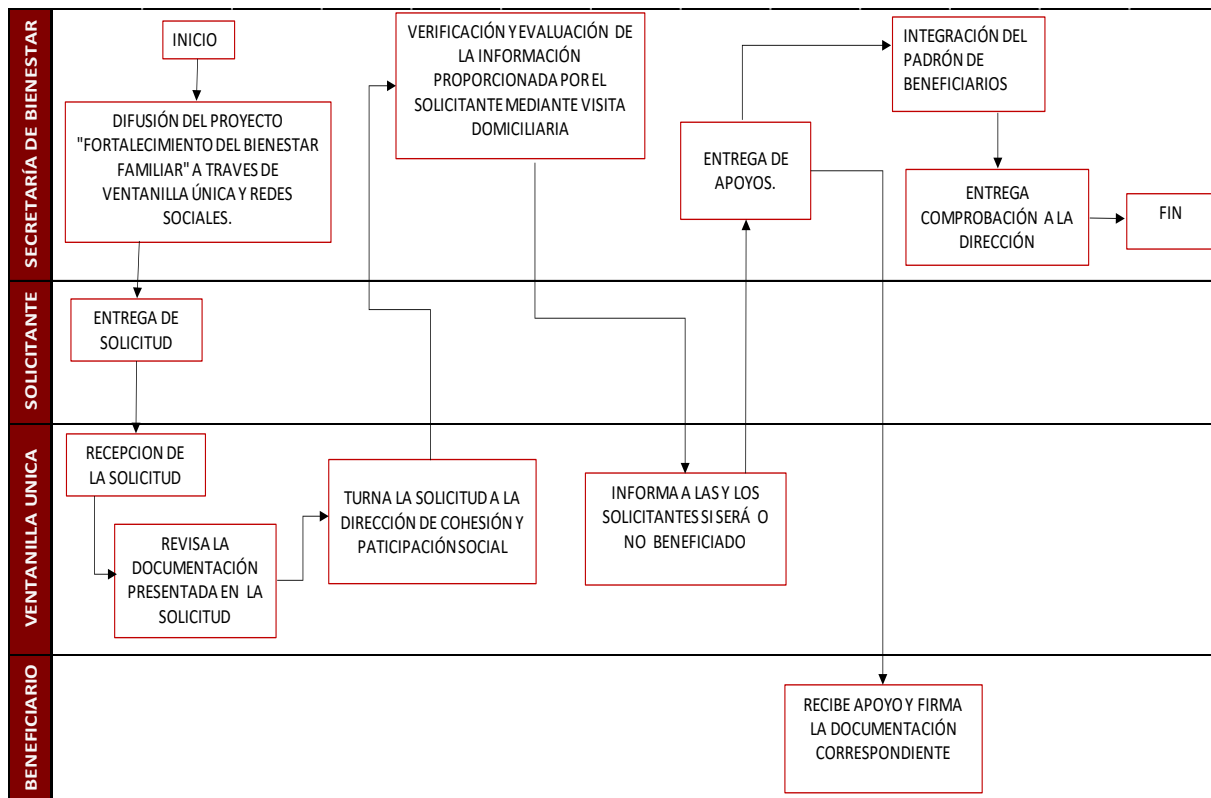 SECRETARÍA DE BIENESTAR
INICIO
DIFUSIÓN DEL PROYECTO
"FORTALECIMIENTO DEL BIENESTAR
FAMILIAR" A TRAVES DE
VENTANILLA ÚNICA Y REDES
SOCIALES.
VERIFICACIÓN Y EVALUACIÓN DE
LA INFORMACIÓN
PROPORCIONADA POR EL
SOLICITANTE MEDIANTE VISITA
DOMICILIARIA
ENTREGA DE
APOYOS.
INTEGRACIÓN DEL
PADRÓN DE
BENEFICIARIOS
ENTREGA
COMPROBACIÓN A LA
DIRECCIÓN
FIN
SOLICITANTE
ENTREGA DE
SOLICITUD
VENTANILLA UNICA
RECEPCION DE
LA SOLICITUD
REVISA LA
DOCUMENTACIÓN
PRESENTADA EN LA
SOLICITUD
TURNA LA SOLICITUD A LA
DIRECCIÓN DE COHESIÓN Y
PATICIPACIÓN SOCIAL
INFORMA A LAS Y LOS
SOLICITANTES SI SERÁ O
NO BENEFICIADO
BENEFICIARIO
RECIBE APOYO Y FIRMA
LA DOCUMENTACIÓN
CORRESPONDIENTE